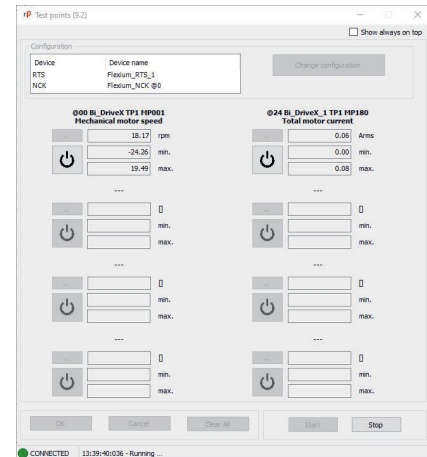 rP Test points (9.2)
Show always on top
Configuration
Device Device name
RTS Flexium_RTS_1
NCK Flexium_NCK @0
Change configuration
@00 Bi_DriveX TP1 MP001
Mechanical motor speed
... 18.17 rpm
-24.26 min.
19.49 max.
@24 Bi_DriveX_1 TP1 MP180
Total motor current
... 0.06 Arms
0.00 min.
0.08 max.
---
... []
min.
max.
---
... []
min.
max.
---
... []
min.
max.
---
... []
min.
max.
---
... []
min.
max.
---
... []
min.
max.
OK Cancel Clear All Start Stop
CONNECTED 13:39:40:036 - Running ...